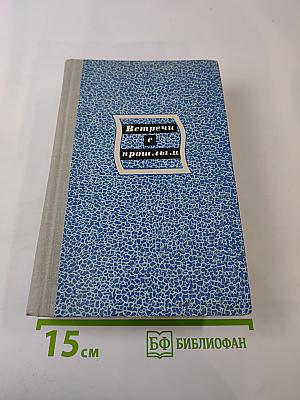 Встречи
с
прошлым
15 см
БФ БИБЛИОФАН